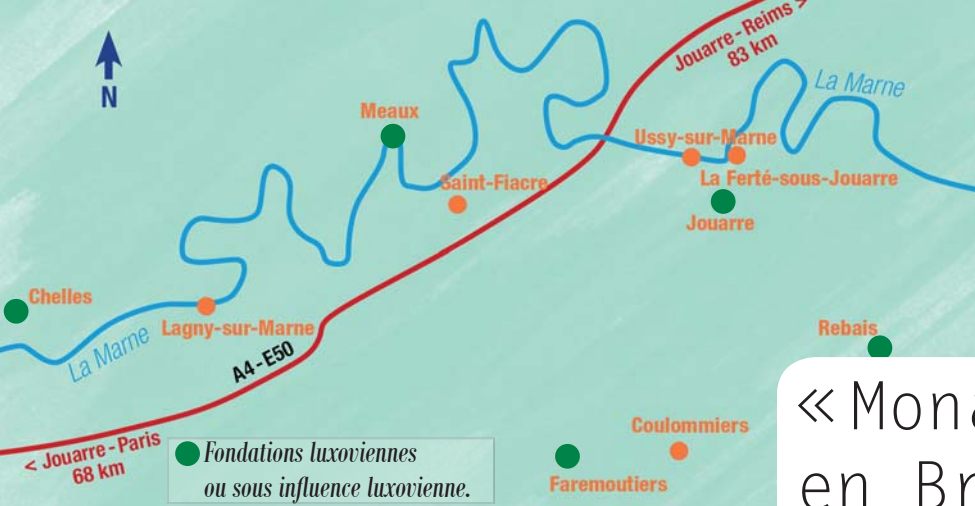 Jouarre - Reims >
83 km
La Marne
N
Meaux
Ussy-sur-Marne
Saint-Fiacre
La Ferté-sous-Jouarre
Jouarre
Chelles
Lagny-sur-Marne
La Marne
A4 - E50
Rebais
< Jouarre - Paris
68 km
Fondations luxoviennes
ou sous influence luxovienne.
Coulommiers
Faremoutiers
« Mona
en Br